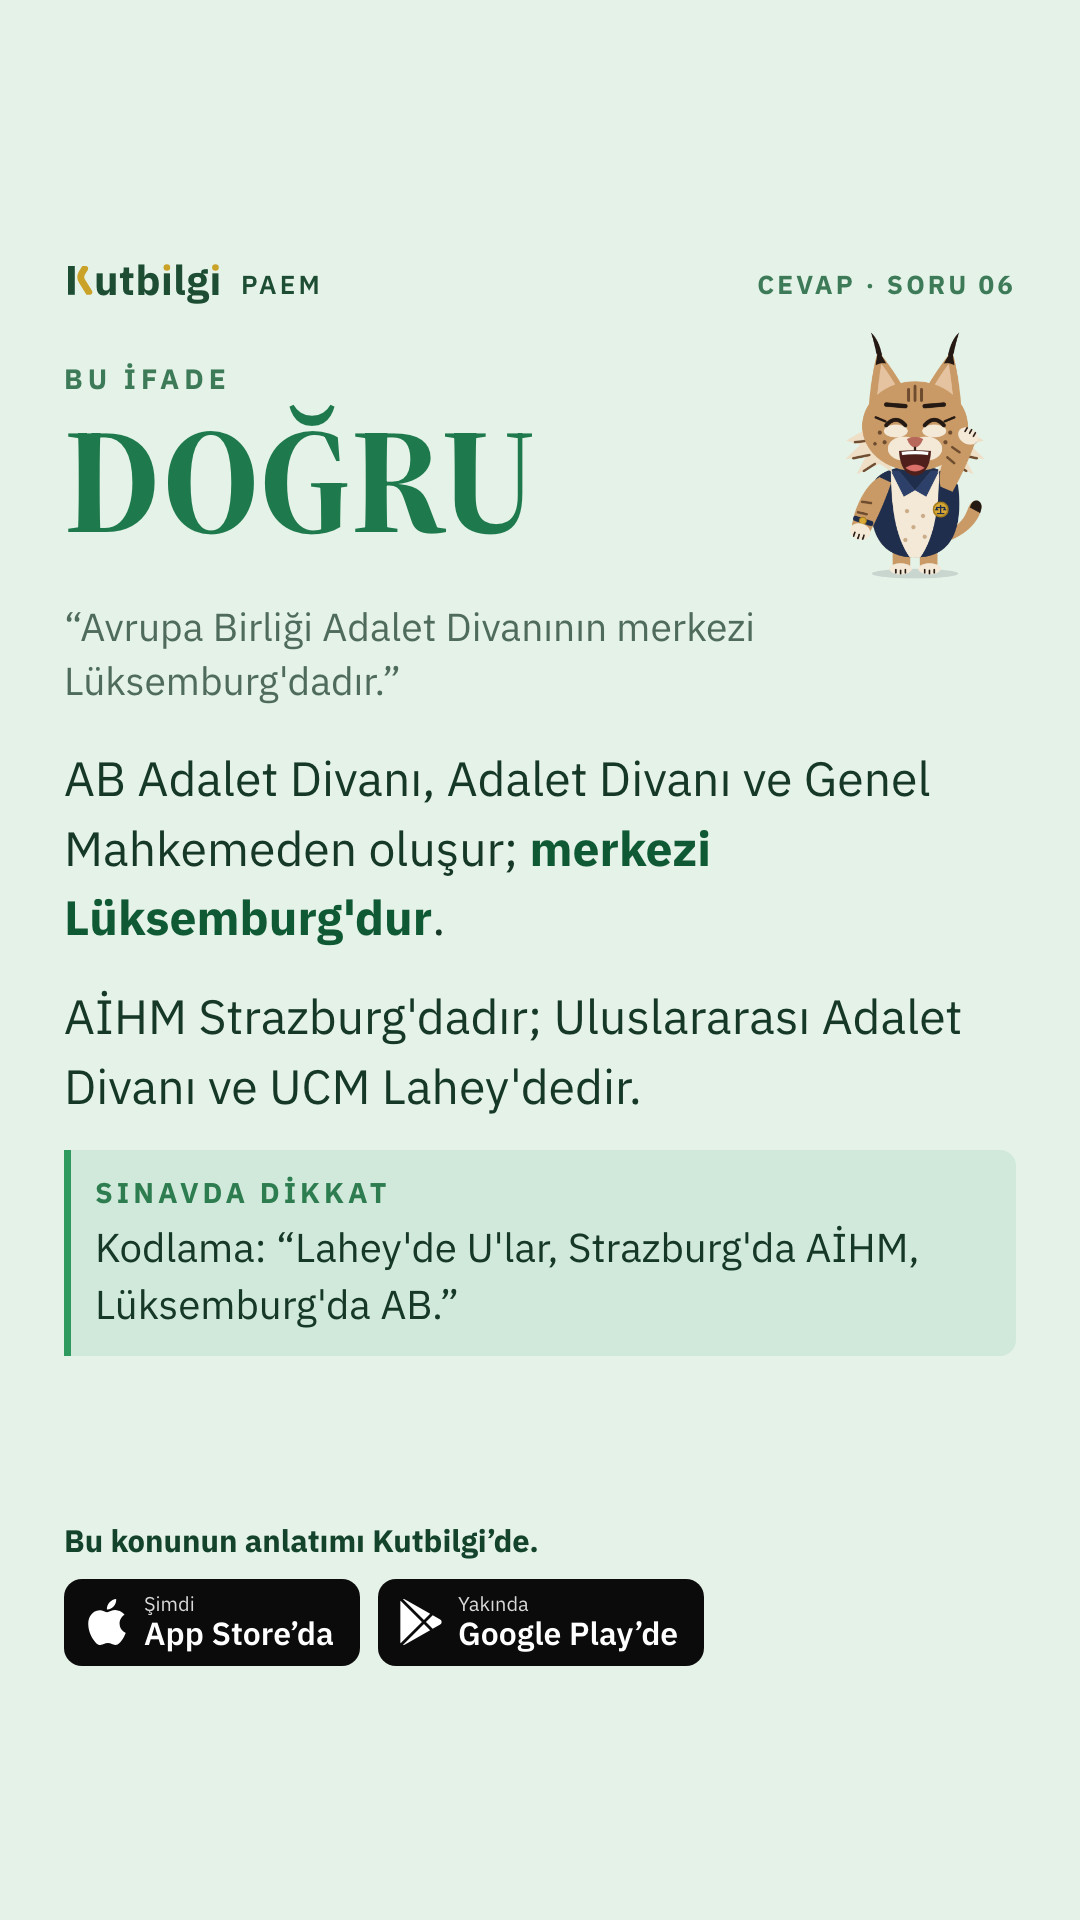 Kutbilgi PAEM
CEVAP · SORU 06
BU İFADE
DOĞRU
“Avrupa Birliği Adalet Divanının merkezi
Lüksemburg'dadır.”
AB Adalet Divanı, Adalet Divanı ve Genel
Mahkemeden oluşur; merkezi
Lüksemburg'dur.
AİHM Strazburg'dadır; Uluslararası Adalet
Divanı ve UCM Lahey'dedir.
SINAVDA DİKKAT
Kodlama: “Lahey'de U'lar, Strazburg'da AİHM,
Lüksemburg'da AB.”
Bu konunun anlatımı Kutbilgi’de.
Şimdi
App Store’da
Yakında
Google Play’de